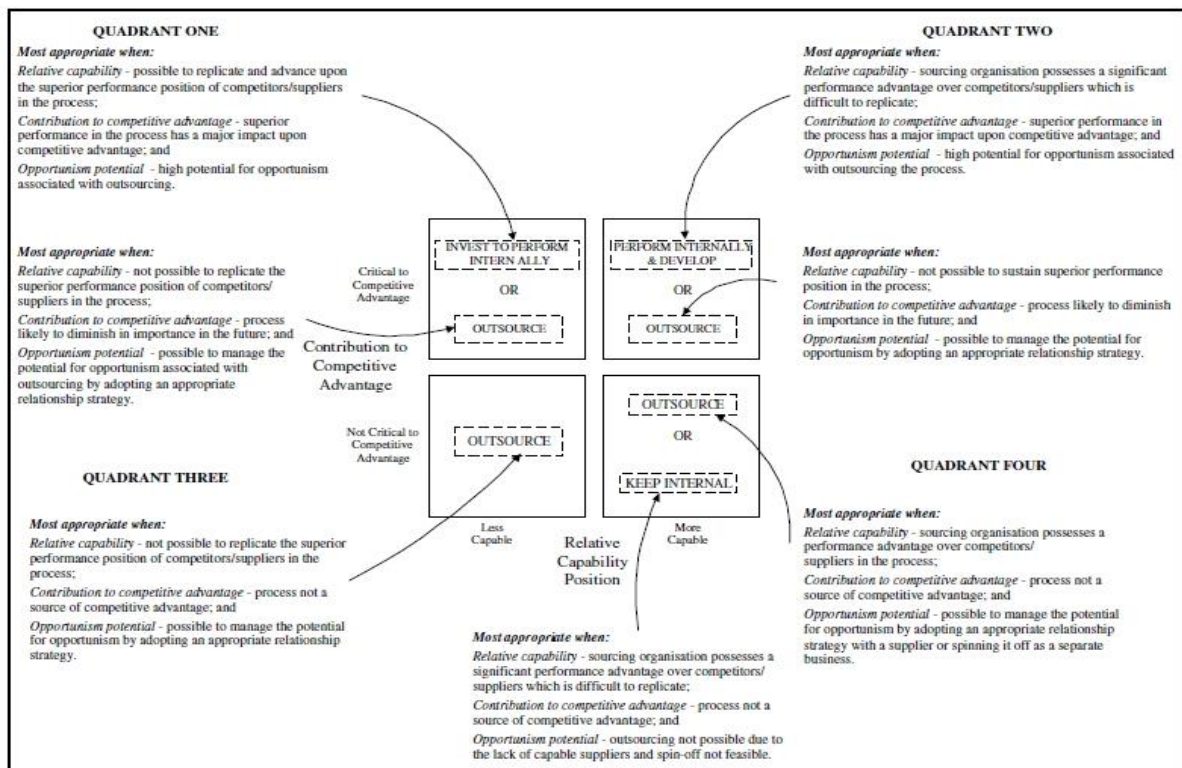 QUADRANT ONE
Most appropriate when:
Relative capability - possible to replicate and advance upon
the superior performance position of competitors/suppliers
in the process;
Contribution to competitive advantage - superior
performance in the process has a major impact upon
competitive advantage; and
Opportunism potential - high potential for opportunism
associated with outsourcing.
Most appropriate when:
Relative capability - not possible to replicate the
superior performance position of competitors/
suppliers in the process;
Contribution to competitive advantage - process
likely to diminish in importance in the future; and
Opportunism potential - possible to manage the
potential for opportunism associated with
outsourcing by adopting an appropriate
relationship strategy.
QUADRANT TWO
Most appropriate when:
Relative capability - sourcing organisation possesses a significant
performance advantage over competitors/suppliers which is
difficult to replicate;
Contribution to competitive advantage - superior performance in
the process has a major impact upon competitive advantage; and
Opportunism potential - high potential for opportunism associated
with outsourcing the process.
Most appropriate when:
Relative capability - not possible to sustain superior performance
position in the process;
Contribution to competitive advantage - process likely to diminish
in importance in the future; and
Opportunism potential - possible to manage the potential for
opportunism by adopting an appropriate relationship strategy.
Critical to
Competitive
Advantage
INVEST TO PERFORM
INTERN ALLY
OR
OUTSOURCE
PERFORM INTERNALLY
& DEVELOP
OR
OUTSOURCE
Contribution to
Competitive
Advantage
Not Critical to
Competitive
Advantage
OUTSOURCE
OUTSOURCE
OR
KEEP INTERNAL
Less
Capable
Relative
Capability
Position
More
Capable
QUADRANT THREE
Most appropriate when:
Relative capability - not possible to replicate the superior
performance position of competitors/suppliers in the
process;
Contribution to competitive advantage - process not a
source of competitive advantage; and
Opportunism potential - possible to manage the potential
for opportunism by adopting an appropriate relationship
strategy.
QUADRANT FOUR
Most appropriate when:
Relative capability - sourcing organisation possesses a
performance advantage over competitors/
suppliers in the process;
Contribution to competitive advantage - process not a
source of competitive advantage; and
Opportunism potential - possible to manage the potential
for opportunism by adopting an appropriate relationship
strategy with a supplier or spinning it off as a separate
business.
Most appropriate when:
Relative capability - sourcing organisation possesses a
significant performance advantage over competitors/
suppliers which is difficult to replicate;
Contribution to competitive advantage - process not a
source of competitive advantage; and
Opportunism potential - outsourcing not possible due to
the lack of capable suppliers and spin-off not feasible.